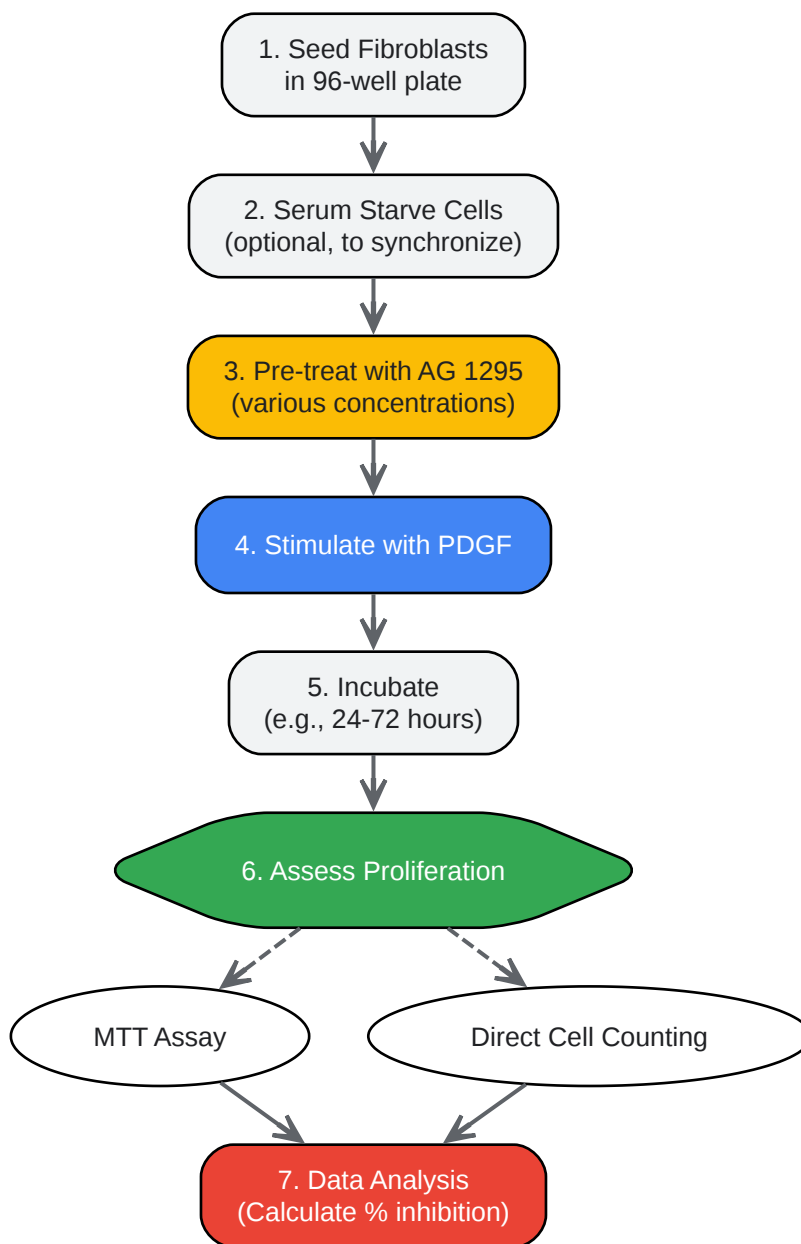 1. Seed Fibroblasts
in 96-well plate
2. Serum Starve Cells
(optional, to synchronize)
3. Pre-treat with AG 1295
(various concentrations)
4. Stimulate with PDGF
5. Incubate
(e.g., 24-72 hours)
6. Assess Proliferation
MTT Assay
Direct Cell Counting
7. Data Analysis
(Calculate % inhibition)